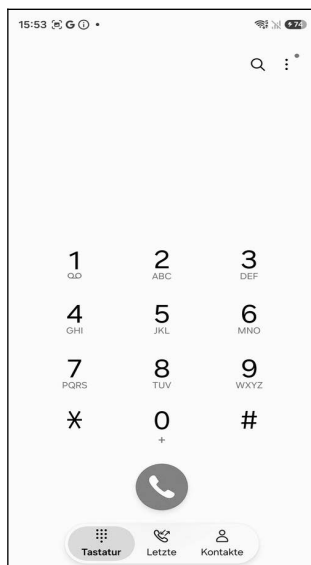 15:53 G 74
1 2 3
ABC DEF
4 5 6
GHI JKL MNO
7 8 9
PQRS TUV WXYZ
* 0 #
+
Tastatur Letzte Kontakte